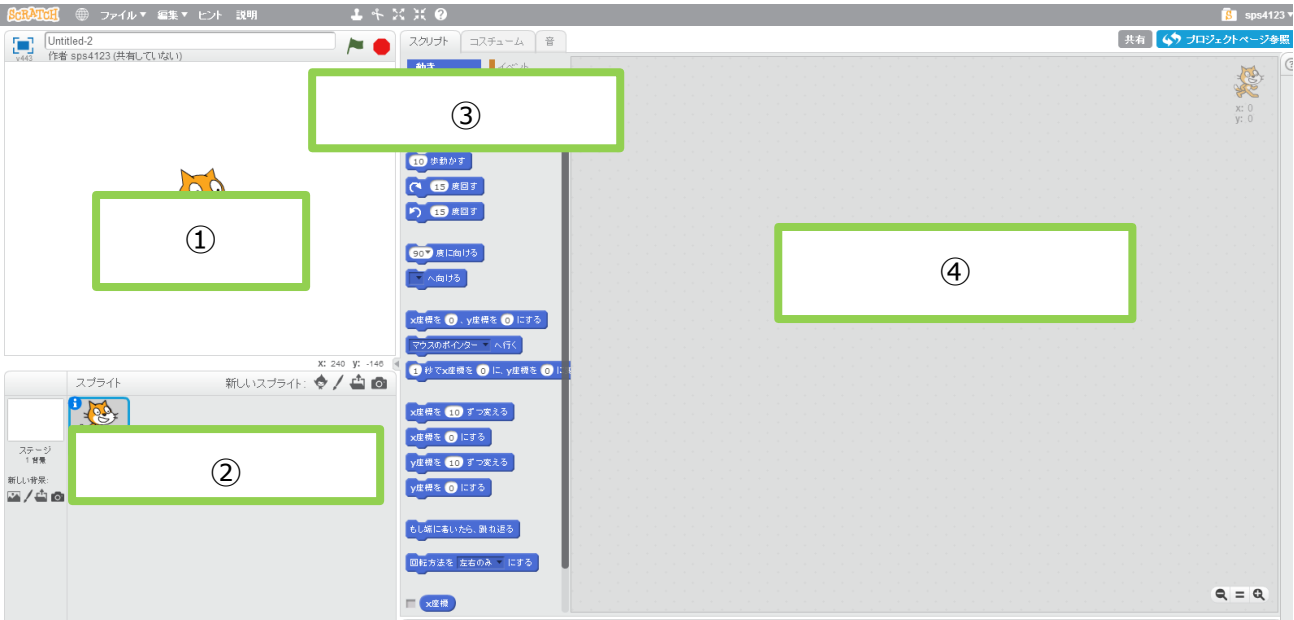 SCRATCH ファイル▼ 編集▼ ヒント 説明 sps4123▼
Untitled-2
v443 作者 sps4123 (共有していない)
スクリプト コスチューム 音
共有 プロジェクトページ参照
動き イベント
③
x: 0
y: 0
10 歩動かす
15 度回す
15 度回す
①
90▼ 度に向ける
▼ へ向ける
④
x座標を 0 、y座標を 0 にする
マウスのポインター ▼ へ行く
x: 240 y: -146
1 秒でx座標を 0 に、y座標を 0 に
スプライト 新しいスプライト:
x座標を 10 ずつ変える
x座標を 0 にする
ステージ
1 背景
y座標を 10 ずつ変える
②
新しい背景:
y座標を 0 にする
もし端に着いたら、跳ね返る
回転方法を 左右のみ ▼ にする
x座標